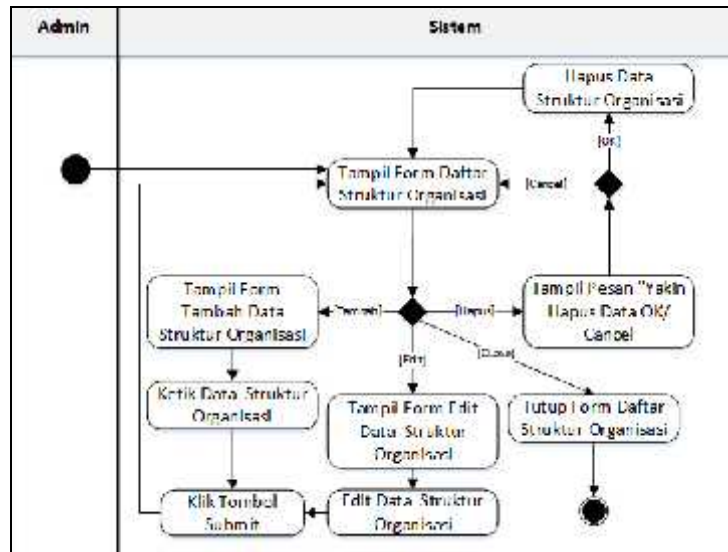 Admin
Sistem
Hapus Data
Struktur Organisasi
[OK]
Tampil Form Daftar
Struktur Organisasi
[Cancel]
Tampil Form
Tambah Data
Struktur Organisasi
[Tambah]
[Hapus]
Tampil Pesan "Yakin
Hapus Data OK/
Cancel
[Edit]
[Close]
Ketik Data Struktur
Organisasi
Tampil Form Edit
Data Struktur
Organisasi
Tutup Form Daftar
Struktur Organisasi
Klik Tombol
Submit
Edit Data Struktur
Organisasi